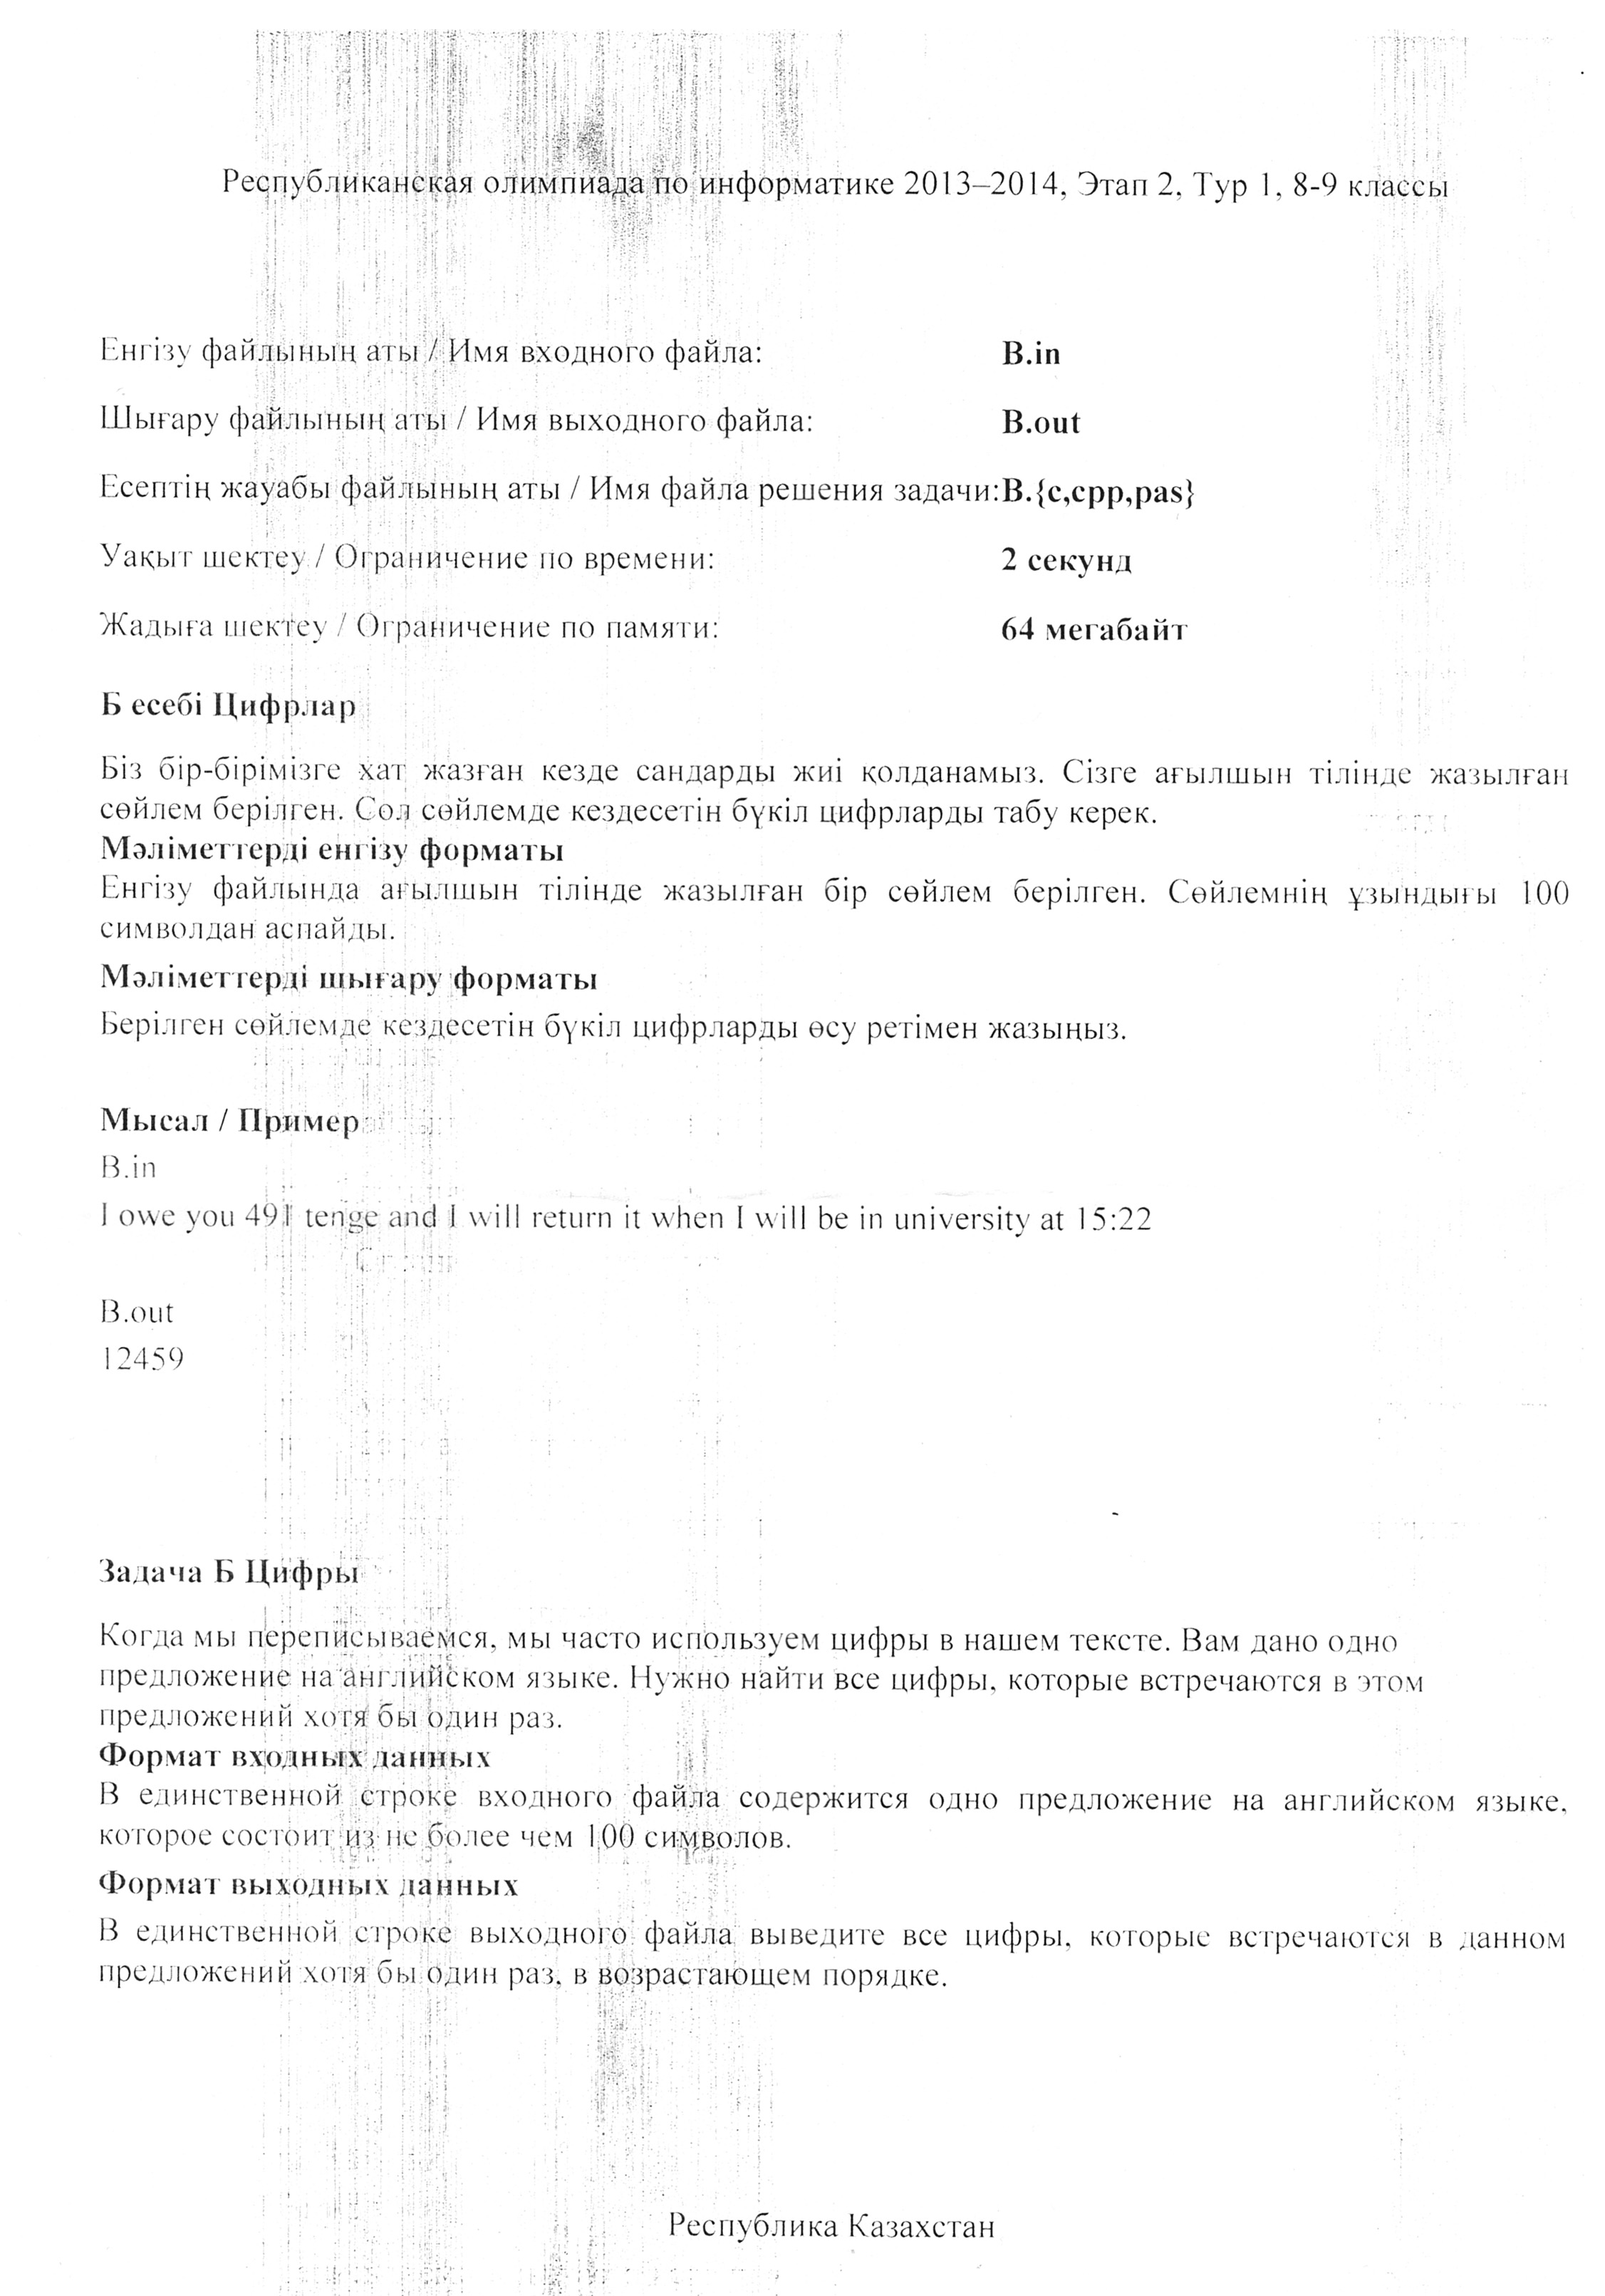 Республиканская олимпиада по информатике 2013–2014, Этап 2, Тур 1, 8-9 классы
Енгізу файлының аты / Имя входного файла: B.in
Шығару файлының аты / Имя выходного файла: B.out
Есептің жауабы файлының аты / Имя файла решения задачи:B.{c,cpp,pas}
Уақыт шектеу / Ограничение по времени: 2 секунд
Жадыға шектеу / Ограничение по памяти: 64 мегабайт
Б есебі Цифрлар
Біз бір-бірімізге хат жазған кезде сандарды жиі қолданамыз. Сізге ағылшын тілінде жазылған
сөйлем берілген. Сол сөйлемде кездесетін бүкіл цифрларды табу керек.
Мәліметтерді енгізу форматы
Енгізу файлында ағылшын тілінде жазылған бір сөйлем берілген. Сөйлемнің ұзындығы 100
символдан аспайды.
Мәліметтерді шығару форматы
Берілген сөйлемде кездесетін бүкіл цифрларды өсу ретімен жазыңыз.
Мысал / Пример
B.in
I owe you 491 tenge and I will return it when I will be in university at 15:22
B.out
12459
Задача Б Цифры
Когда мы переписываемся, мы часто используем цифры в нашем тексте. Вам дано одно
предложение на английском языке. Нужно найти все цифры, которые встречаются в этом
предложений хотя бы один раз.
Формат входных данных
В единственной строке входного файла содержится одно предложение на английском языке,
которое состоит из не более чем 100 символов.
Формат выходных данных
В единственной строке выходного файла выведите все цифры, которые встречаются в данном
предложений хотя бы один раз, в возрастающем порядке.
Республика Казахстан